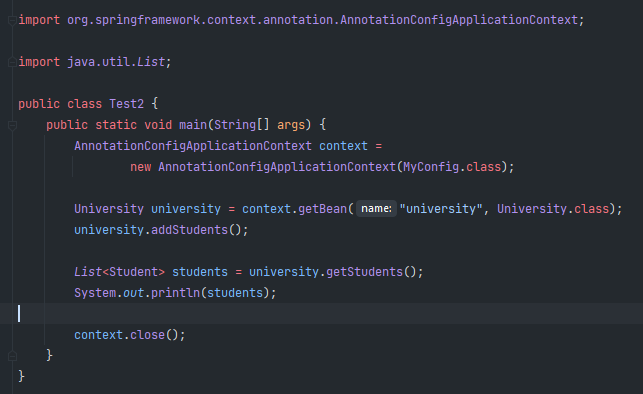 import org.springframework.context.annotation.AnnotationConfigApplicationContext;
import java.util.List;
public class Test2 {
public static void main(String[] args) {
AnnotationConfigApplicationContext context =
new AnnotationConfigApplicationContext(MyConfig.class);
University university = context.getBean( name: "university", University.class);
university.addStudents();
List<Student> students = university.getStudents();
System.out.println(students);
context.close();
}
}